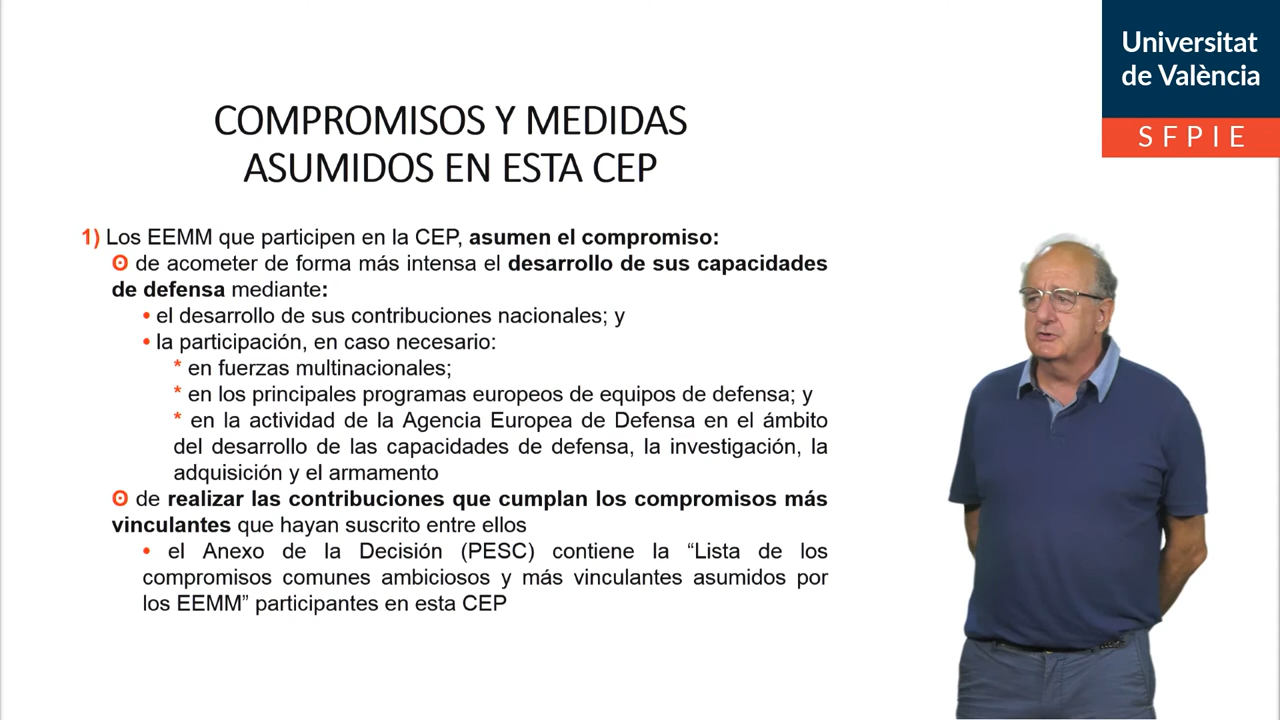 Universitat
de València
SFPIE
COMPROMISOS Y MEDIDAS
ASUMIDOS EN ESTA CEP
1) Los EEMM que participen en la CEP, asumen el compromiso:
ʘ de acometer de forma más intensa el desarrollo de sus capacidades
de defensa mediante:
• el desarrollo de sus contribuciones nacionales; y
• la participación, en caso necesario:
* en fuerzas multinacionales;
* en los principales programas europeos de equipos de defensa; y
* en la actividad de la Agencia Europea de Defensa en el ámbito
del desarrollo de las capacidades de defensa, la investigación, la
adquisición y el armamento
ʘ de realizar las contribuciones que cumplan los compromisos más
vinculantes que hayan suscrito entre ellos
• el Anexo de la Decisión (PESC) contiene la “Lista de los
compromisos comunes ambiciosos y más vinculantes asumidos por
los EEMM” participantes en esta CEP